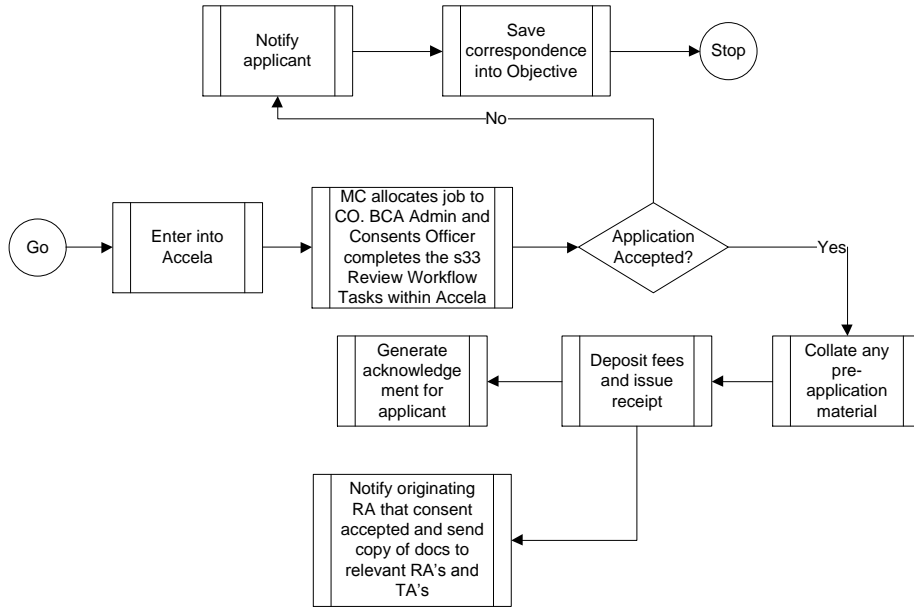 Notify
applicant
Save
correspondence
into Objective
Stop
No
Go
Enter into
Accela
MC allocates job to
CO. BCA Admin and
Consents Officer
completes the s33
Review Workflow
Tasks within Accela
Application
Accepted?
Yes
Generate
acknowledge
ment for
applicant
Deposit fees
and issue
receipt
Collate any
pre-
application
material
Notify originating
RA that consent
accepted and send
copy of docs to
relevant RA's and
TA's